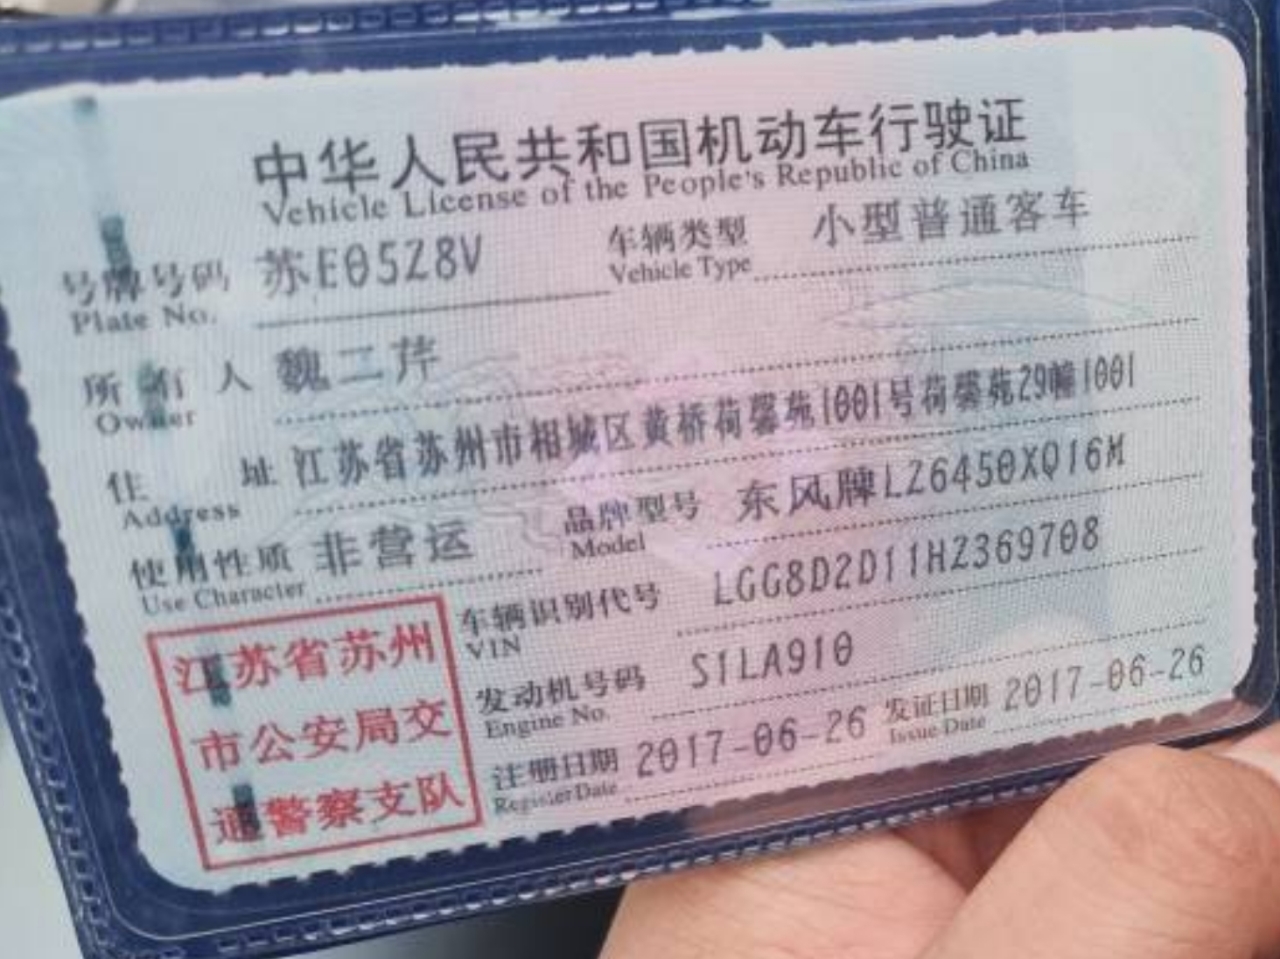 中华人民共和国机动车行驶证
Vehicle License of the People's Republic of China
号牌号码 苏E05Z8V 车辆类型 小型普通客车
Plate No. Vehicle Type
所有人 魏二芹
Owner
住址 江苏省苏州市相城区黄桥荷馨苑1001号荷馨苑29幢1001
Address
使用性质 非营运 品牌型号 东风牌LZ6450XQ16M
Use Character Model
车辆识别代号 LGG8D2D11HZ369708
VIN
发动机号码 S1LA910
Engine No.
注册日期 2017-06-26 发证日期 2017-06-26
Register Date Issue Date
江苏省苏州
市公安局交
通警察支队